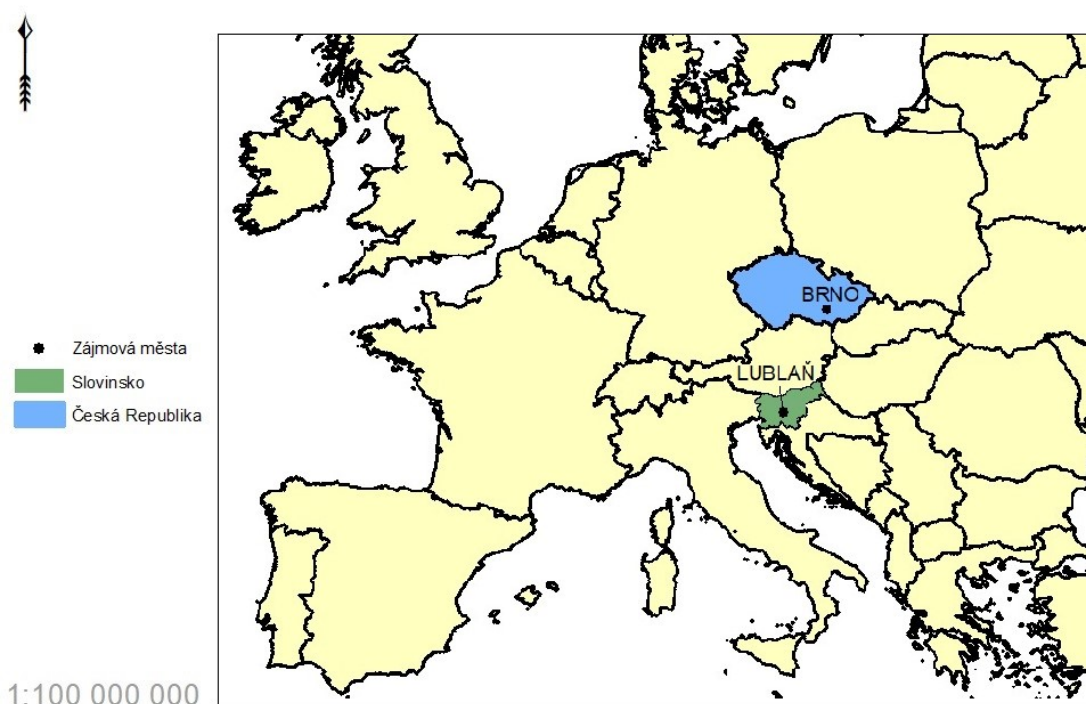 BRNO
LUBLAŇ
Zájmová města
Slovinsko
Česká Republika
1:100 000 000